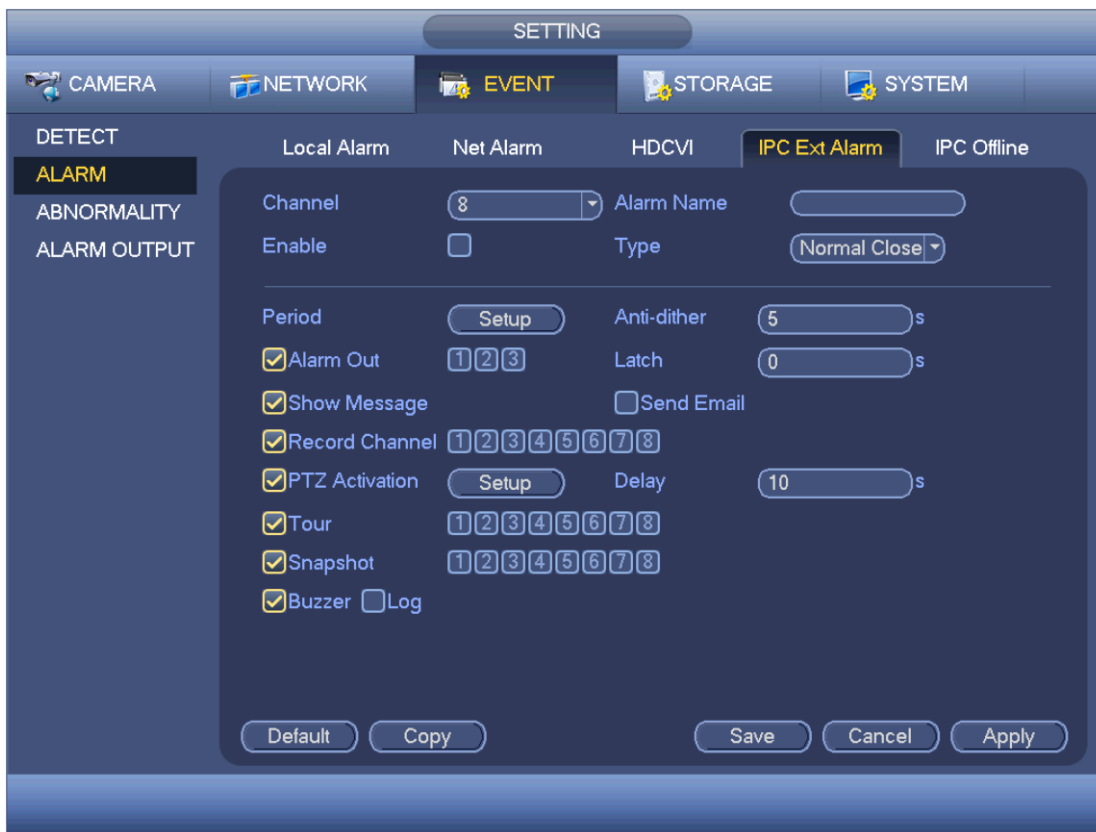 SETTING
CAMERA NETWORK EVENT STORAGE SYSTEM
DETECT
ALARM
ABNORMALITY
ALARM OUTPUT
Local Alarm Net Alarm HDCVI IPC Ext Alarm IPC Offline
Channel 8 Alarm Name
Enable Type Normal Close
Period Setup Anti-dither 5 s
Alarm Out 1 2 3 Latch 0 s
Show Message Send Email
Record Channel 1 2 3 4 5 6 7 8
PTZ Activation Setup Delay 10 s
Tour 1 2 3 4 5 6 7 8
Snapshot 1 2 3 4 5 6 7 8
Buzzer Log
Default Copy Save Cancel Apply